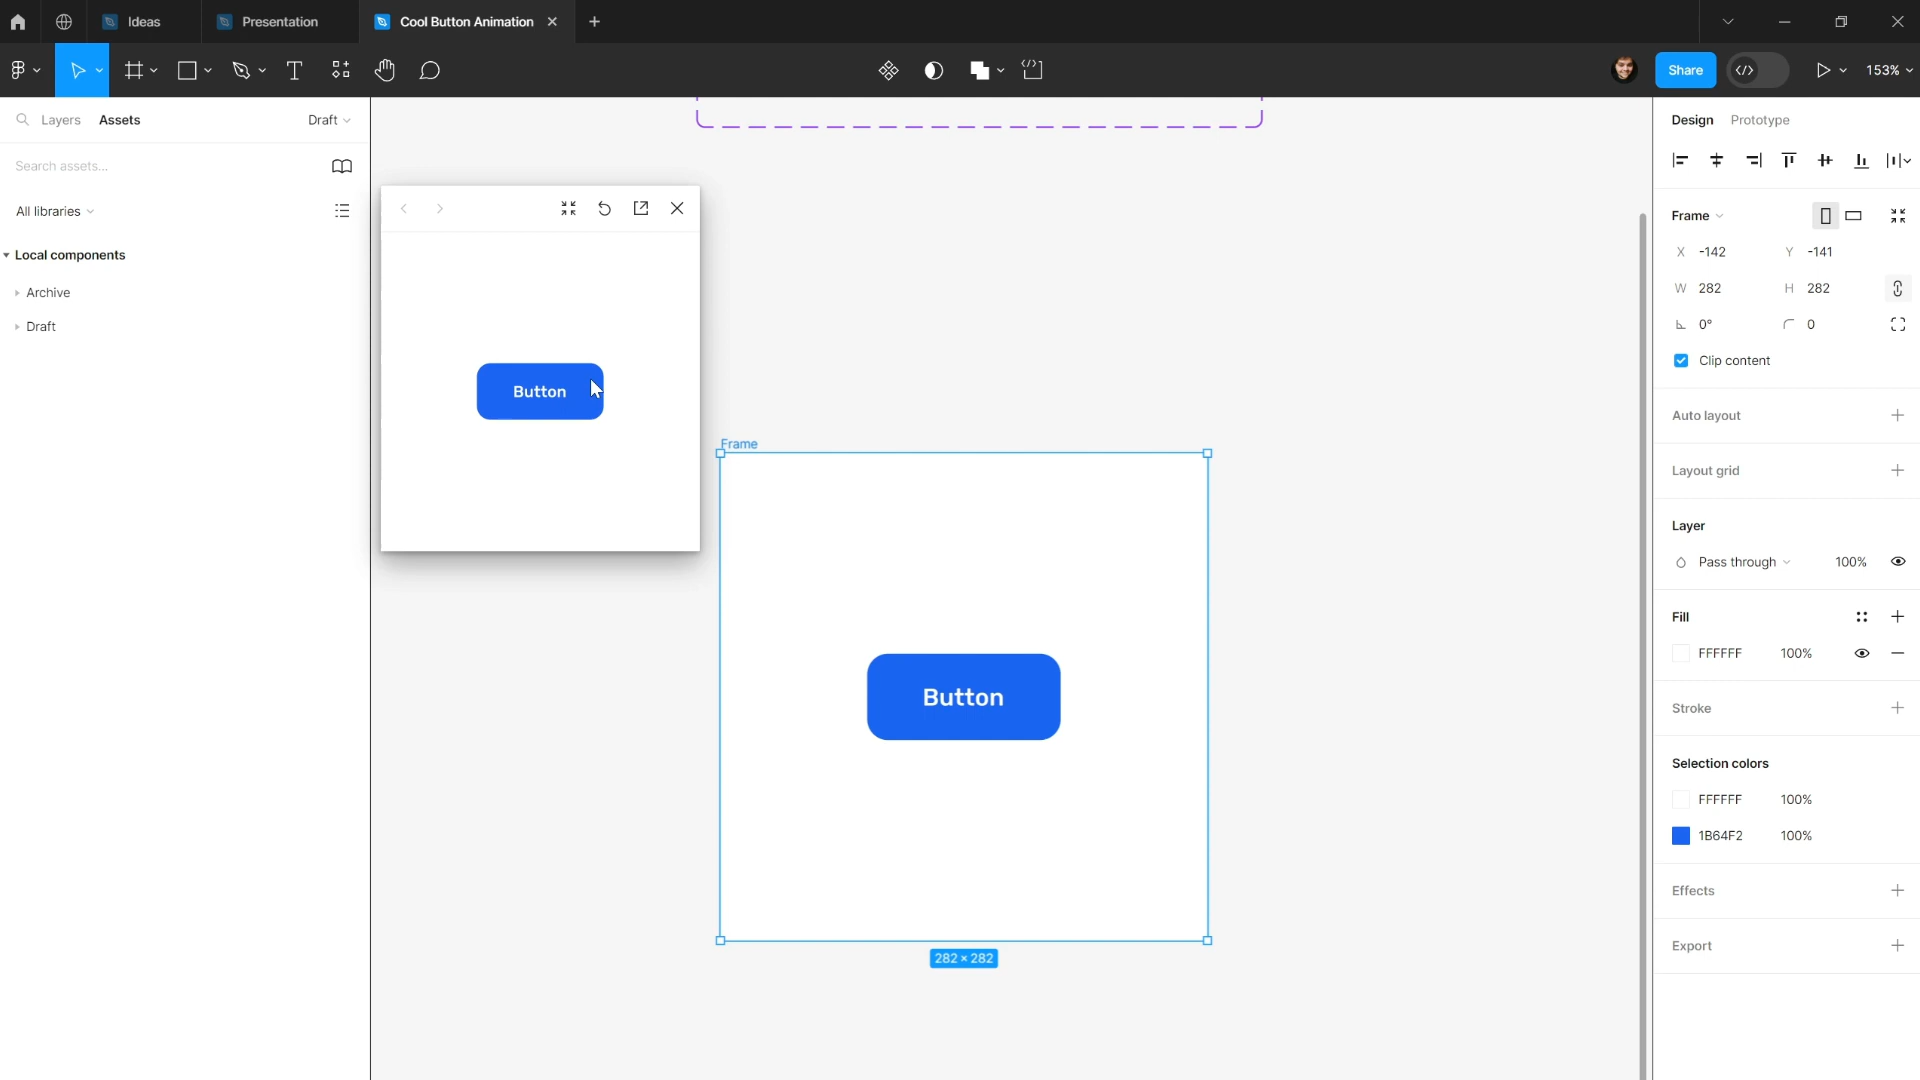 Ideas
Presentation
Cool Button Animation
Share
153%
Layers
Assets
Draft
Search assets...
All libraries
Local components
Archive
Draft
Button
Frame
Button
282 × 282
Design
Prototype
Frame
X -142
Y -141
W 282
H 282
0°
0
Clip content
Auto layout
Layout grid
Layer
Pass through
100%
Fill
FFFFFF
100%
Stroke
Selection colors
FFFFFF
100%
1B64F2
100%
Effects
Export